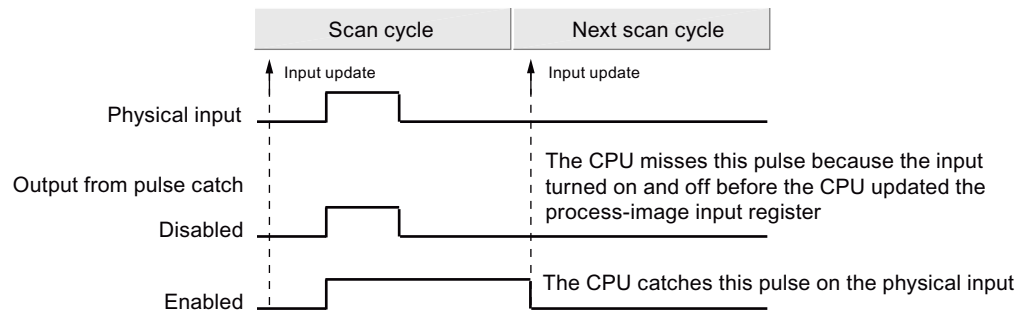 Scan cycle
Next scan cycle
Input update
Input update
Physical input
Output from pulse catch
The CPU misses this pulse because the input
turned on and off before the CPU updated the
process-image input register
Disabled
The CPU catches this pulse on the physical input
Enabled